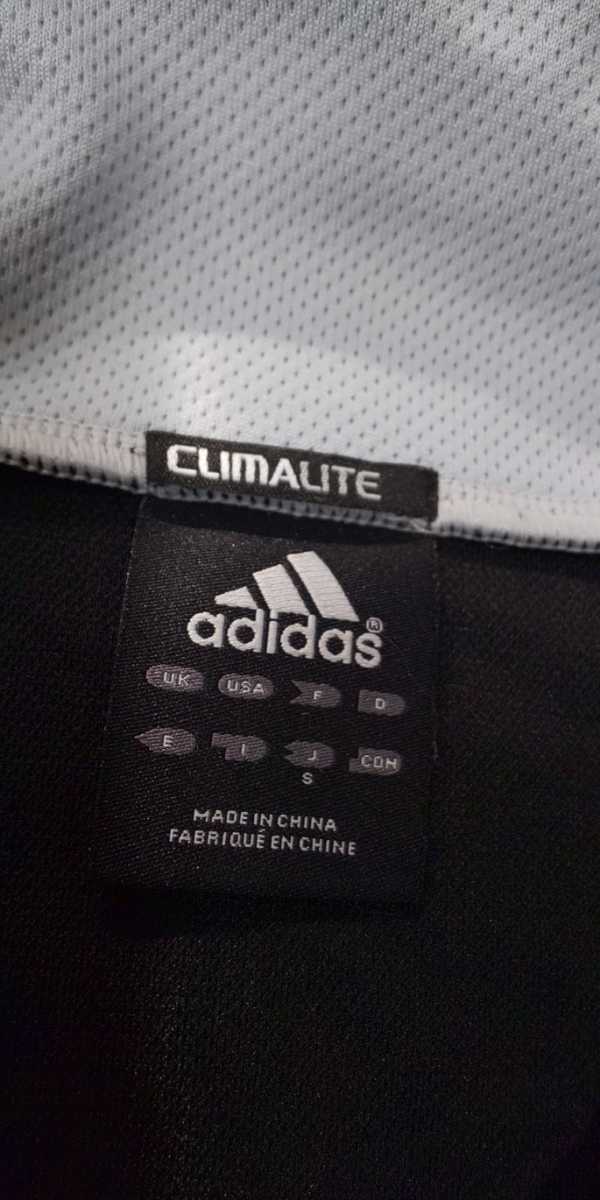 CLIMALITE
adidas®
UK USA F D
E I J CDN
S
MADE IN CHINA
FABRIQUÉ EN CHINE